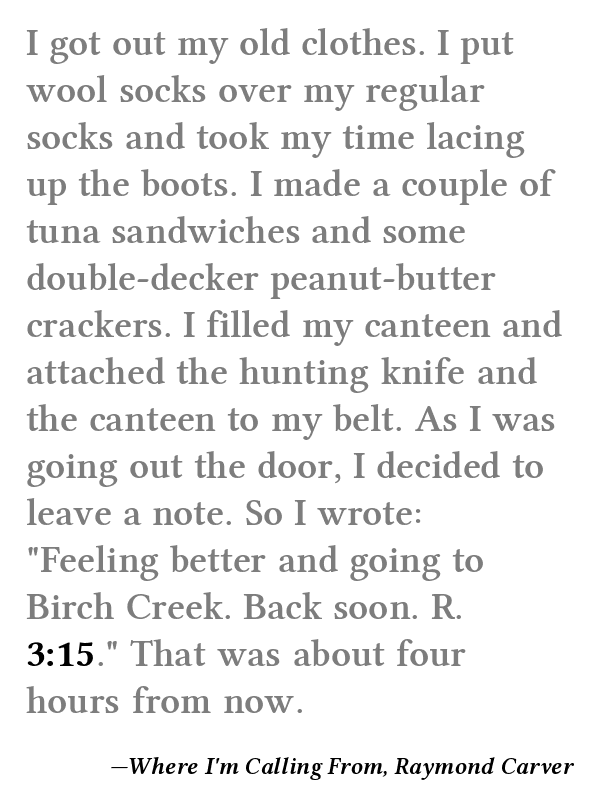 I got out my old clothes. I put
wool socks over my regular
socks and took my time lacing
up the boots. I made a couple of
tuna sandwiches and some
double-decker peanut-butter
crackers. I filled my canteen and
attached the hunting knife and
the canteen to my belt. As I was
going out the door, I decided to
leave a note. So I wrote:
"Feeling better and going to
Birch Creek. Back soon. R.
3:15." That was about four
hours from now.
—Where I'm Calling From, Raymond Carver